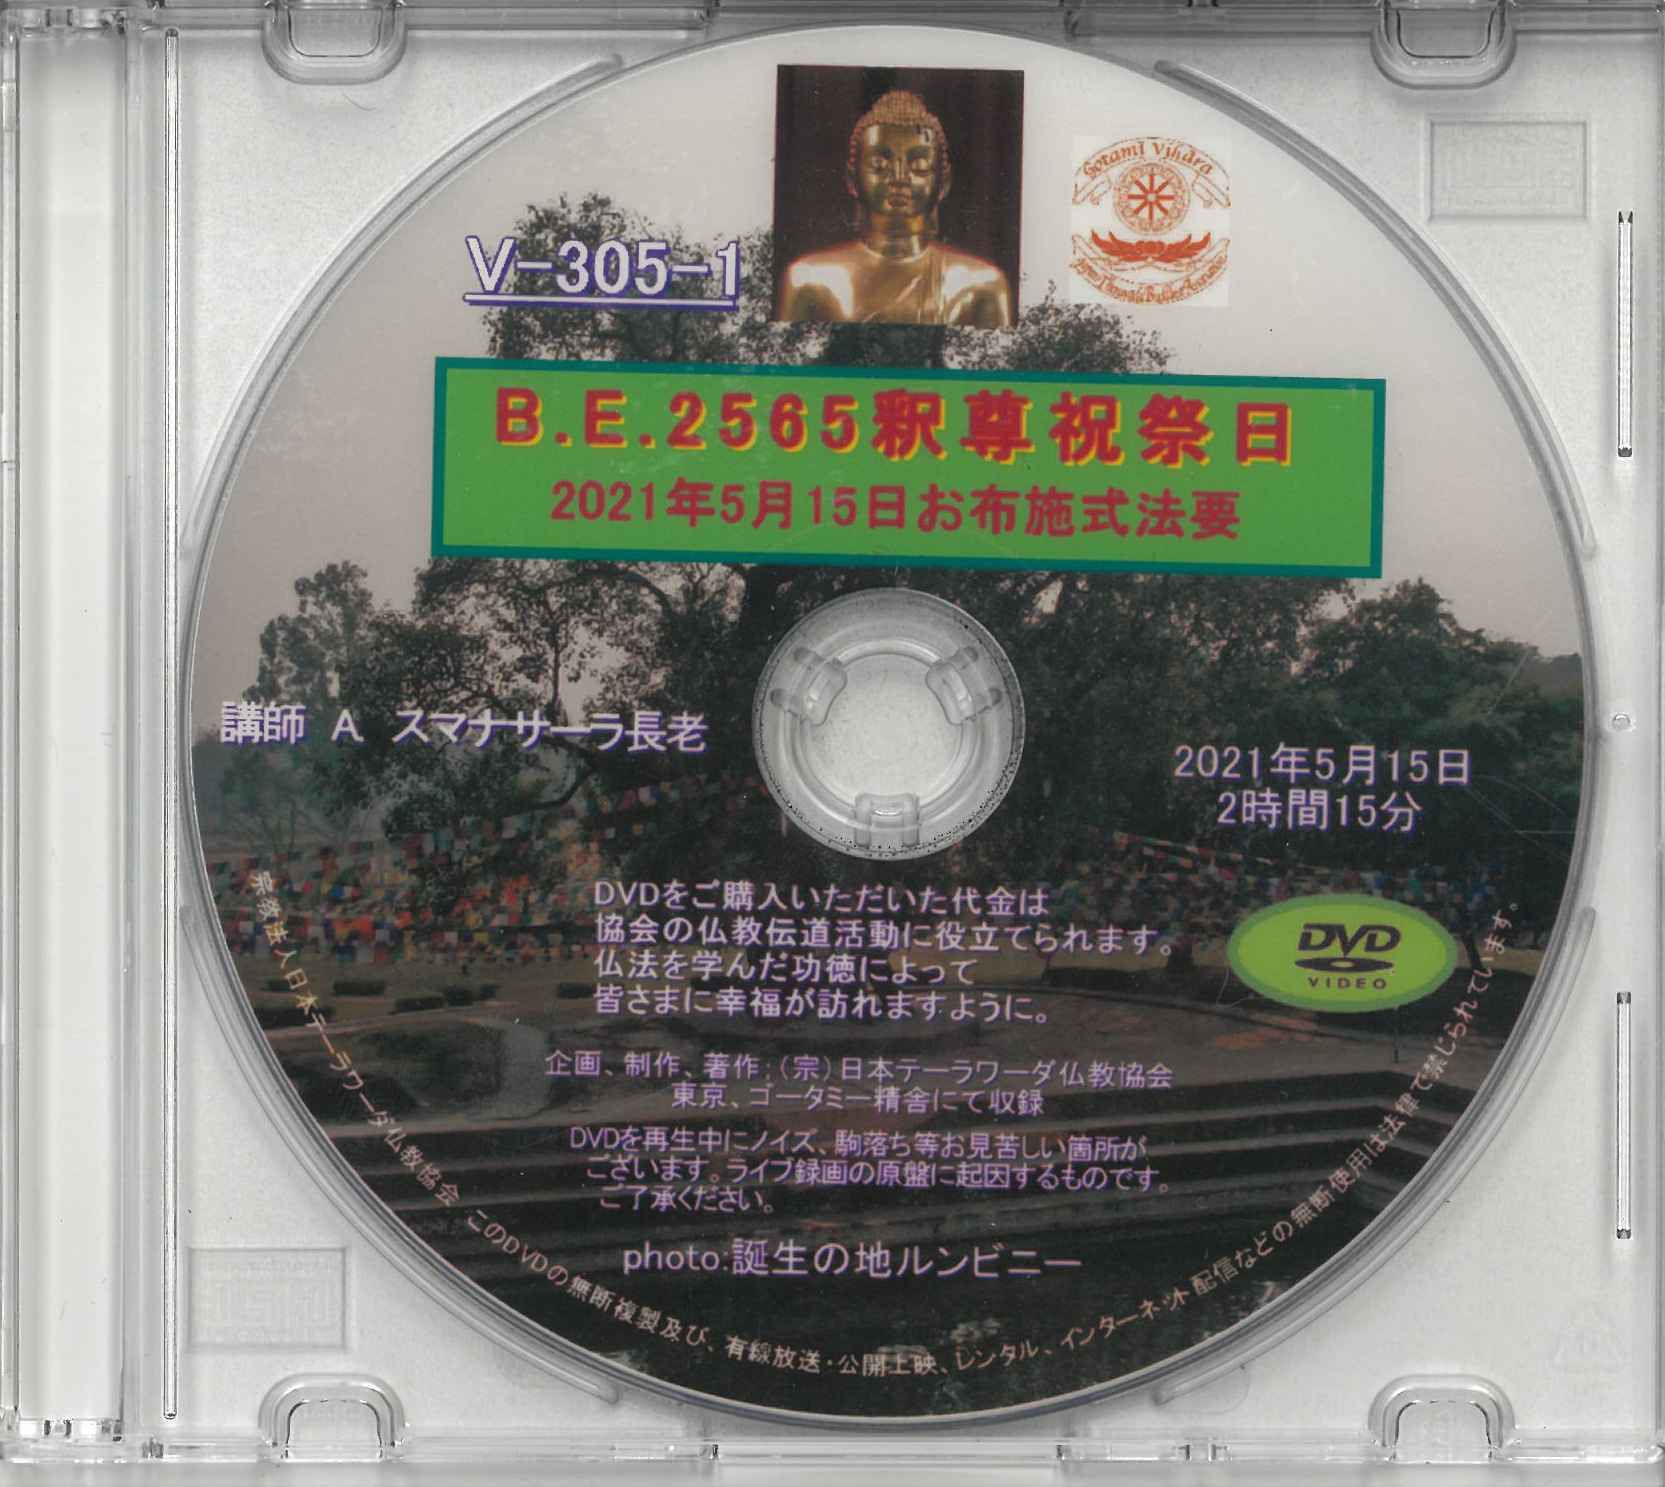 Gotami Vihara
V-305-1
B.E.2565釈尊祝祭日
2021年5月15日お布施式法要
講師 A スマナサーラ長老
2021年5月15日
2時間15分
DVDをご購入いただいた代金は
協会の仏教伝道活動に役立てられます。
仏法を学んだ功徳によって
皆さまに幸福が訪れますように。
DVD
VIDEO
企画、制作、著作:(宗)日本テーラワーダ仏教協会
東京、ゴータミー精舎にて収録
DVDを再生中にノイズ、駒落ち等お見苦しい箇所が
ございます。ライブ録画の原盤に起因するものです。
ご了承ください。
photo:誕生の地ルンビニー
宗教法人日本テーラワーダ仏教協会 このDVDの無断複製及び、有線放送・公開上映、レンタル、インターネット配信などの無断使用は法律で禁じられています。